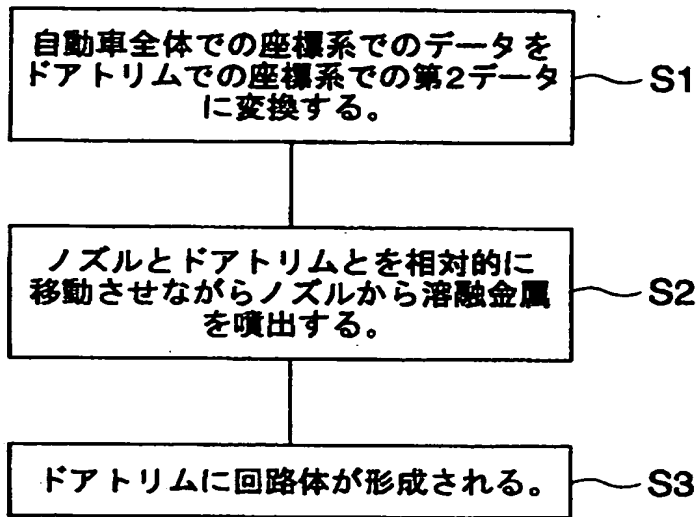 自動車全体での座標系でのデータを
ドアトリムでの座標系での第2データ
に変換する。
S1
ノズルとドアトリムとを相対的に
移動させながらノズルから溶融金属
を噴出する。
S2
ドアトリムに回路体が形成される。
S3